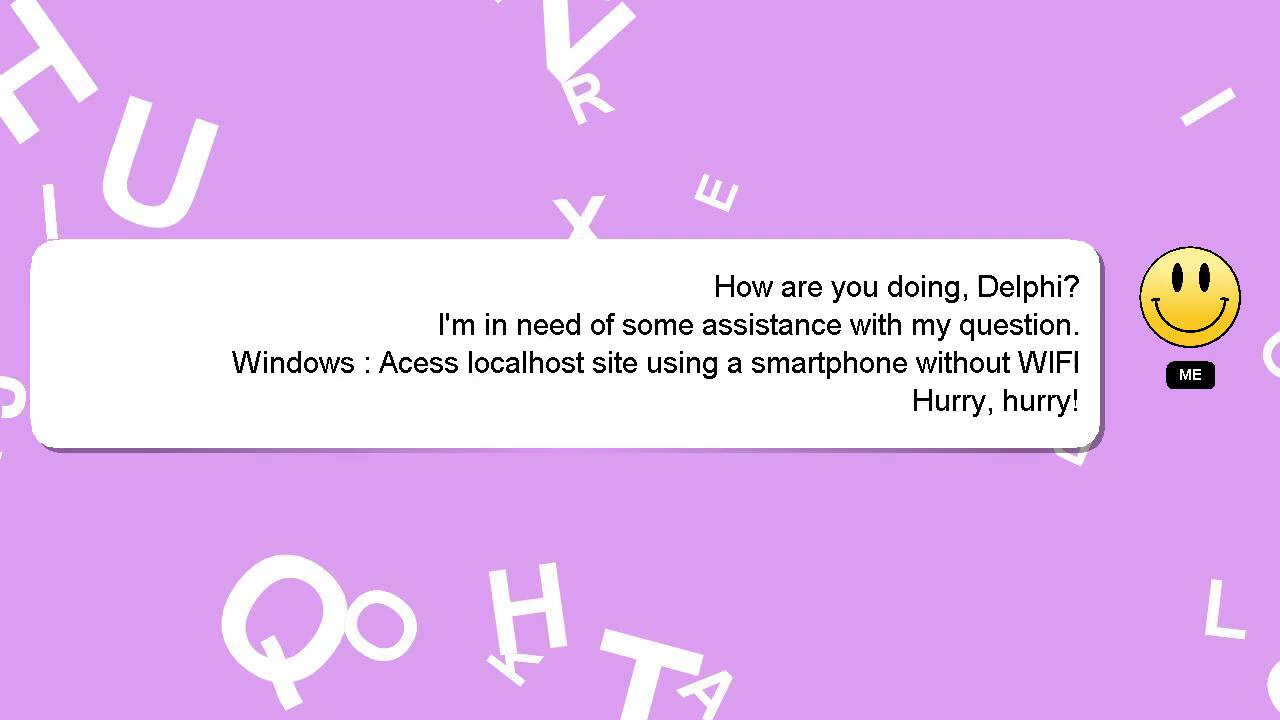 H
U
I
V
R
X
E
I
How are you doing, Delphi?
I'm in need of some assistance with my question.
Windows : Acess localhost site using a smartphone without WIFI
Hurry, hurry!
ME
Q
O
H
K
T
A
L